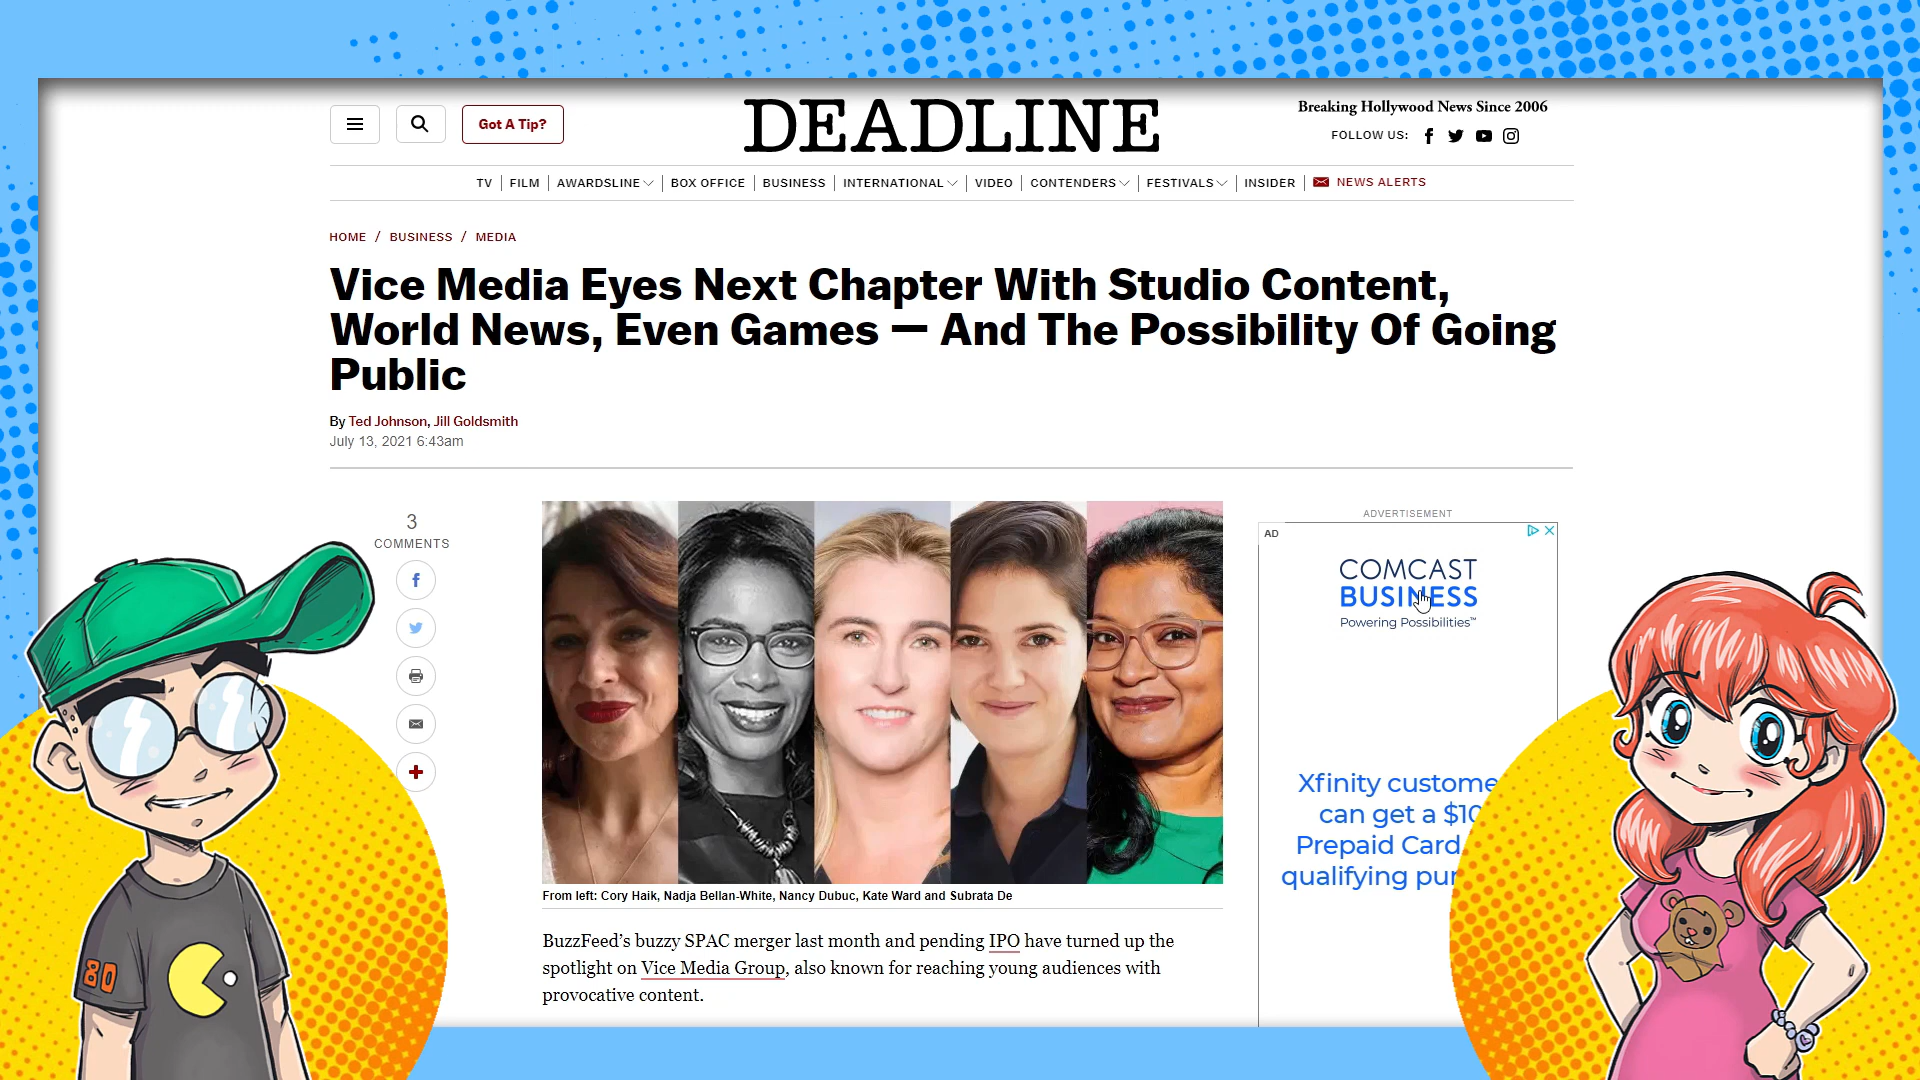 Got A Tip?
DEADLINE
Breaking Hollywood News Since 2006
FOLLOW US:
TV | FILM | AWARDSLINE | BOX OFFICE | BUSINESS | INTERNATIONAL | VIDEO | CONTENDERS | FESTIVALS | INSIDER | NEWS ALERTS
HOME / BUSINESS / MEDIA
Vice Media Eyes Next Chapter With Studio Content,
World News, Even Games — And The Possibility Of Going
Public
By Ted Johnson, Jill Goldsmith
July 13, 2021 6:43am
3
COMMENTS
From left: Cory Haik, Nadja Bellan-White, Nancy Dubuc, Kate Ward and Subrata De
BuzzFeed's buzzy SPAC merger last month and pending IPO have turned up the
spotlight on Vice Media Group, also known for reaching young audiences with
provocative content.
ADVERTISEMENT
AD
COMCAST
BUSINESS
Powering Possibilities™
Xfinity custome
can get a $10
Prepaid Card
qualifying pur
80